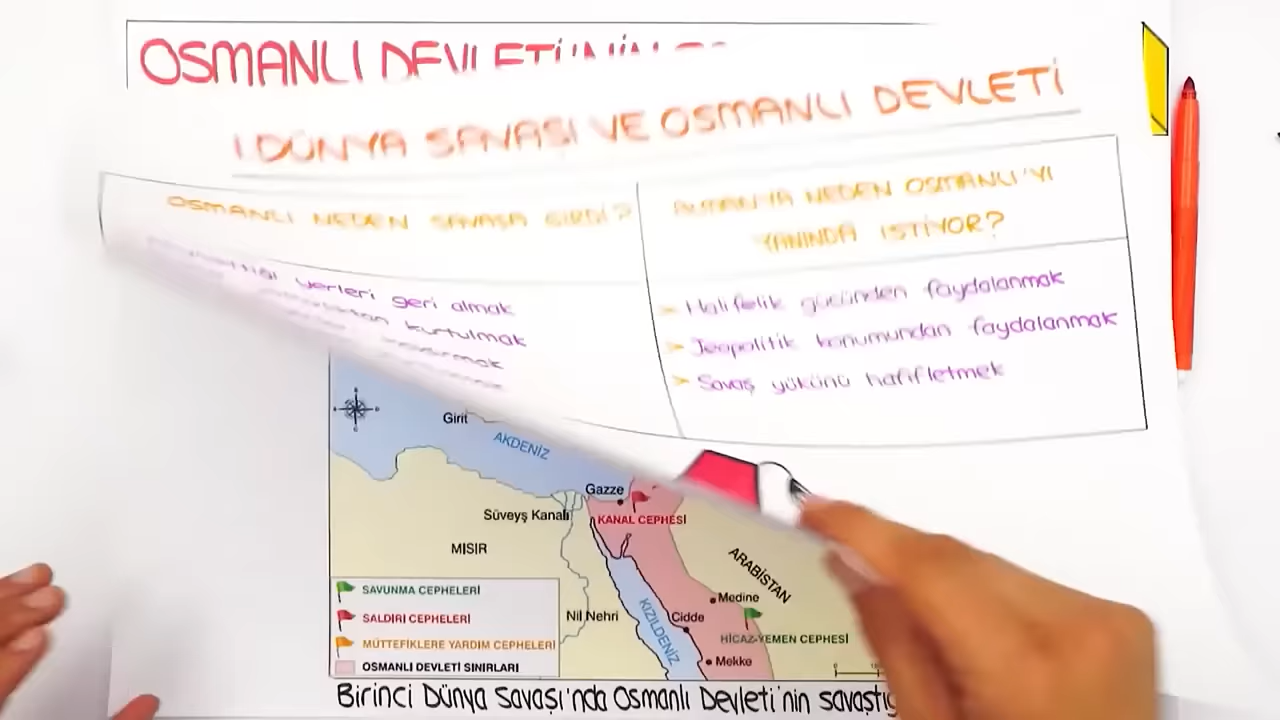 OSMANLI DEVLETİ'NİN
I.DÜNYA SAVAŞI VE OSMANLI DEVLETİ
OSMANLI NEDEN SAVAŞA GİRDİ?
yerleri geri almak
kurtulmak
ALMANYA NEDEN OSMANLI'YI
YANINDA İSTİYOR?
➤ Halifelik gücünden faydalanmak
➤ Jeopolitik konumundan faydalanmak
➤ Savaş yükünü hafifletmek
Girit
AKDENİZ
Gazze
Süveyş Kanalı
KANAL CEPHESİ
MISIR
ARABİSTAN
Medine
Nil Nehri
KIZILDENİZ
Cidde
HİCAZ-YEMEN CEPHESİ
Mekke
SAVUNMA CEPHELERİ
SALDIRI CEPHELERİ
MÜTTEFİKLERE YARDIM CEPHELERİ
OSMANLI DEVLETİ SINIRLARI
Birinci Dünya Savaşı'nda Osmanlı Devleti'nin savaştığ